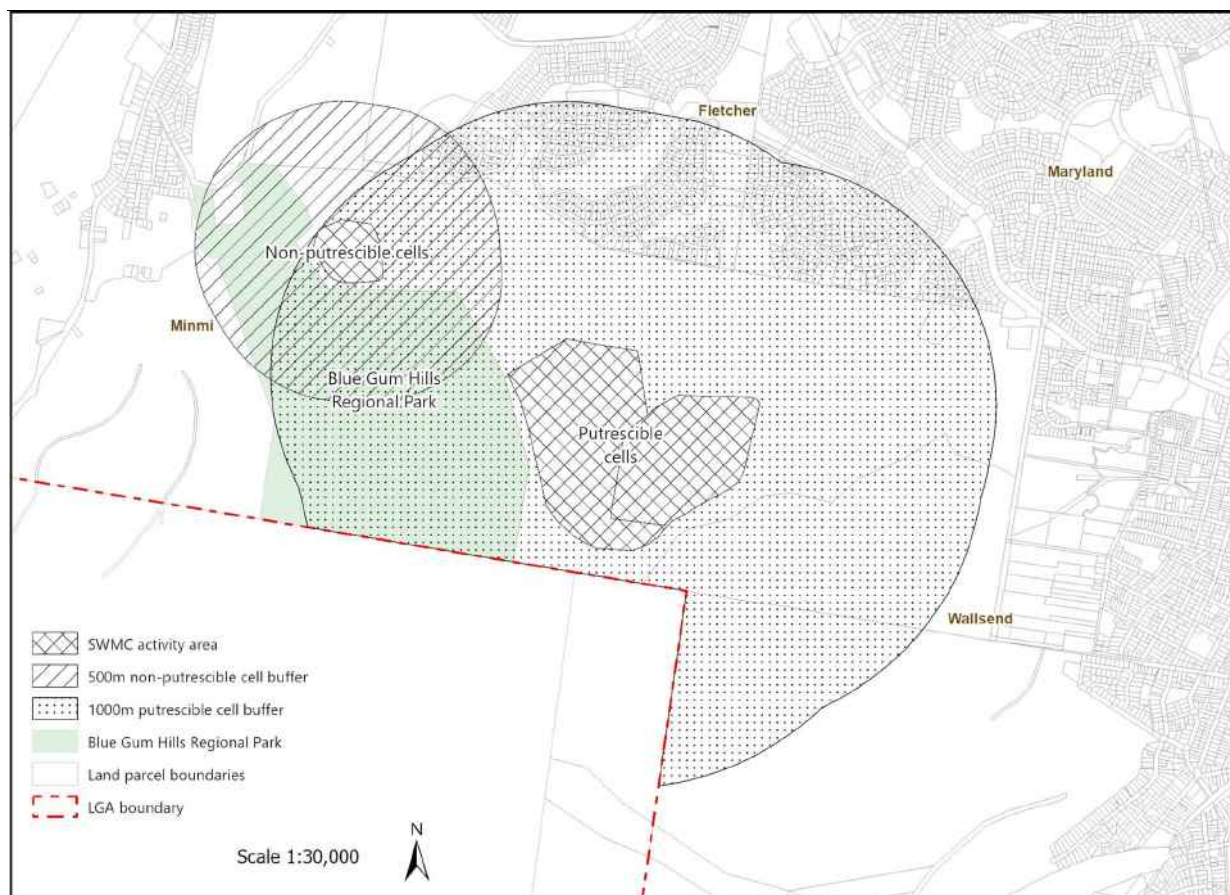 Fletcher
Maryland
Non-putrescible cells
Minmi
Blue Gum Hills
Regional Park
Putrescible
cells
Wallsend
SWMC activity area
500m non-putrescible cell buffer
1000m putrescible cell buffer
Blue Gum Hills Regional Park
Land parcel boundaries
LGA boundary
N
Scale 1:30,000